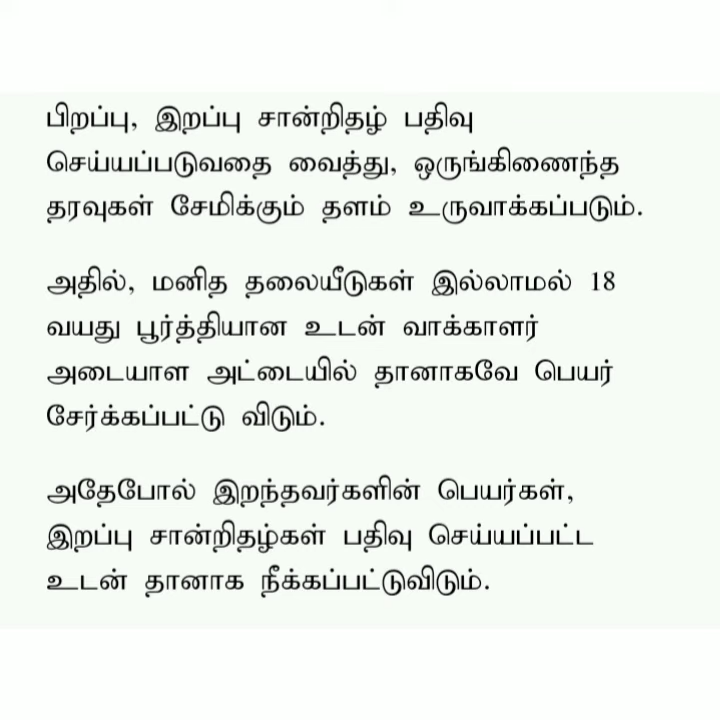 பிறப்பு, இறப்பு சான்றிதழ் பதிவு
செய்யப்படுவதை வைத்து, ஒருங்கிணைந்த
தரவுகள் சேமிக்கும் தளம் உருவாக்கப்படும்.
அதில், மனித தலையீடுகள் இல்லாமல் 18
வயது பூர்த்தியான உடன் வாக்காளர்
அடையாள அட்டையில் தானாகவே பெயர்
சேர்க்கப்பட்டு விடும்.
அதேபோல் இறந்தவர்களின் பெயர்கள்,
இறப்பு சான்றிதழ்கள் பதிவு செய்யப்பட்ட
உடன் தானாக நீக்கப்பட்டுவிடும்.